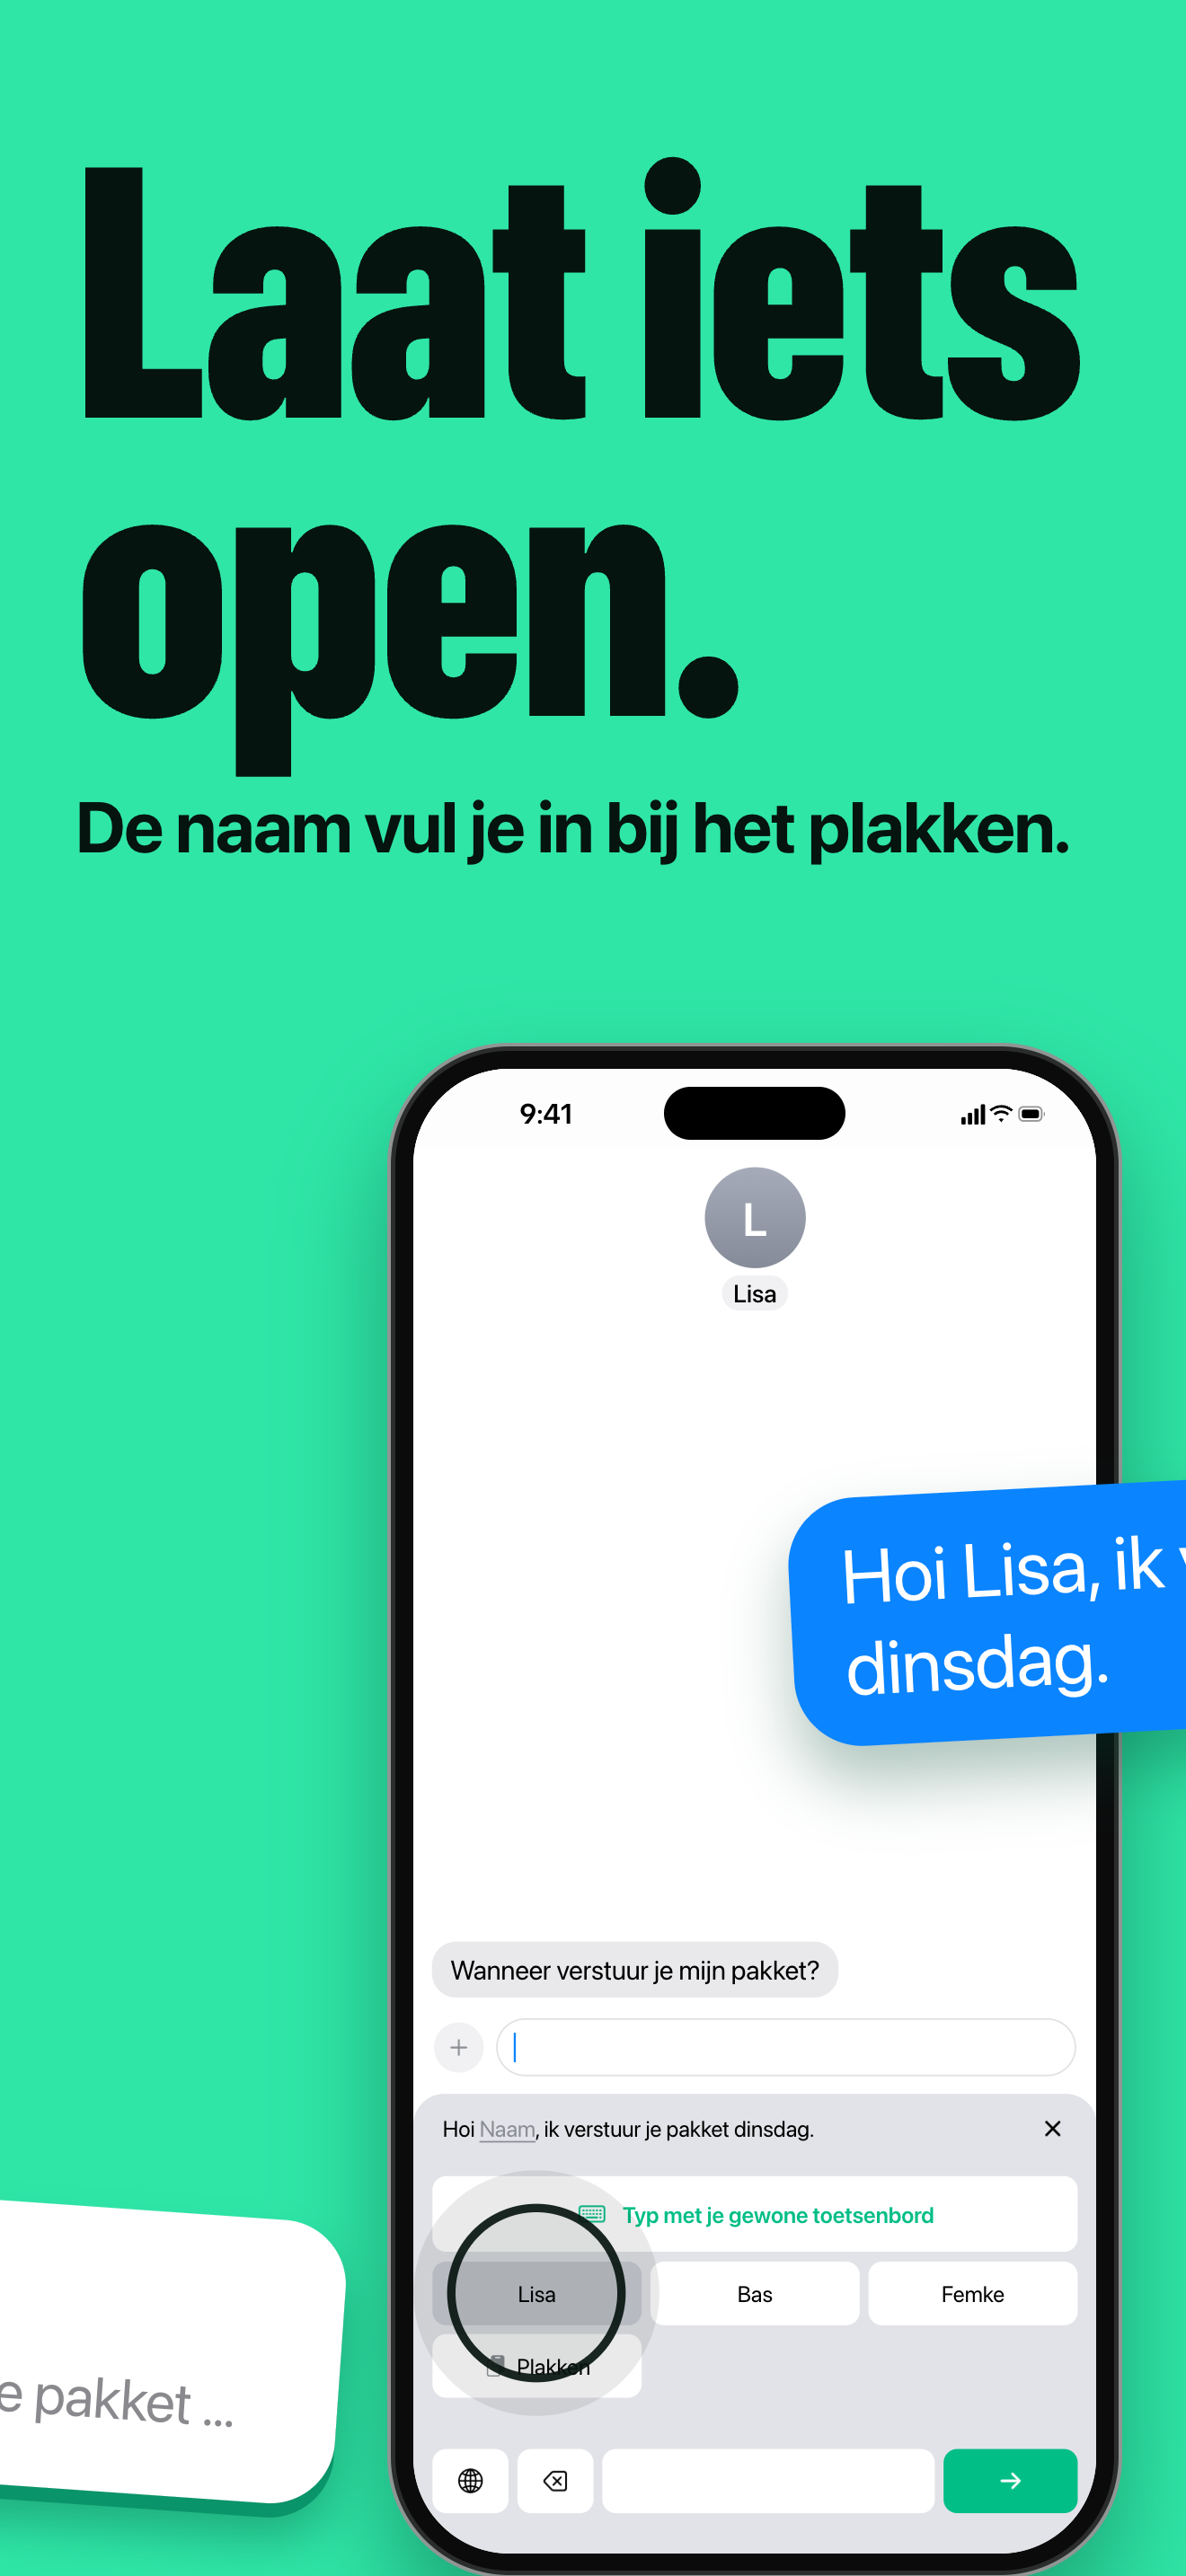 Laat iets
open.
De naam vul je in bij het plakken.
9:41
L
Lisa
Hoi Lisa, ik
dinsdag.
Wanneer verstuur je mijn pakket?
Hoi Naam, ik verstuur je pakket dinsdag.
Typ met je gewone toetsenbord
Lisa Bas Femke
Plakken
e pakket ...